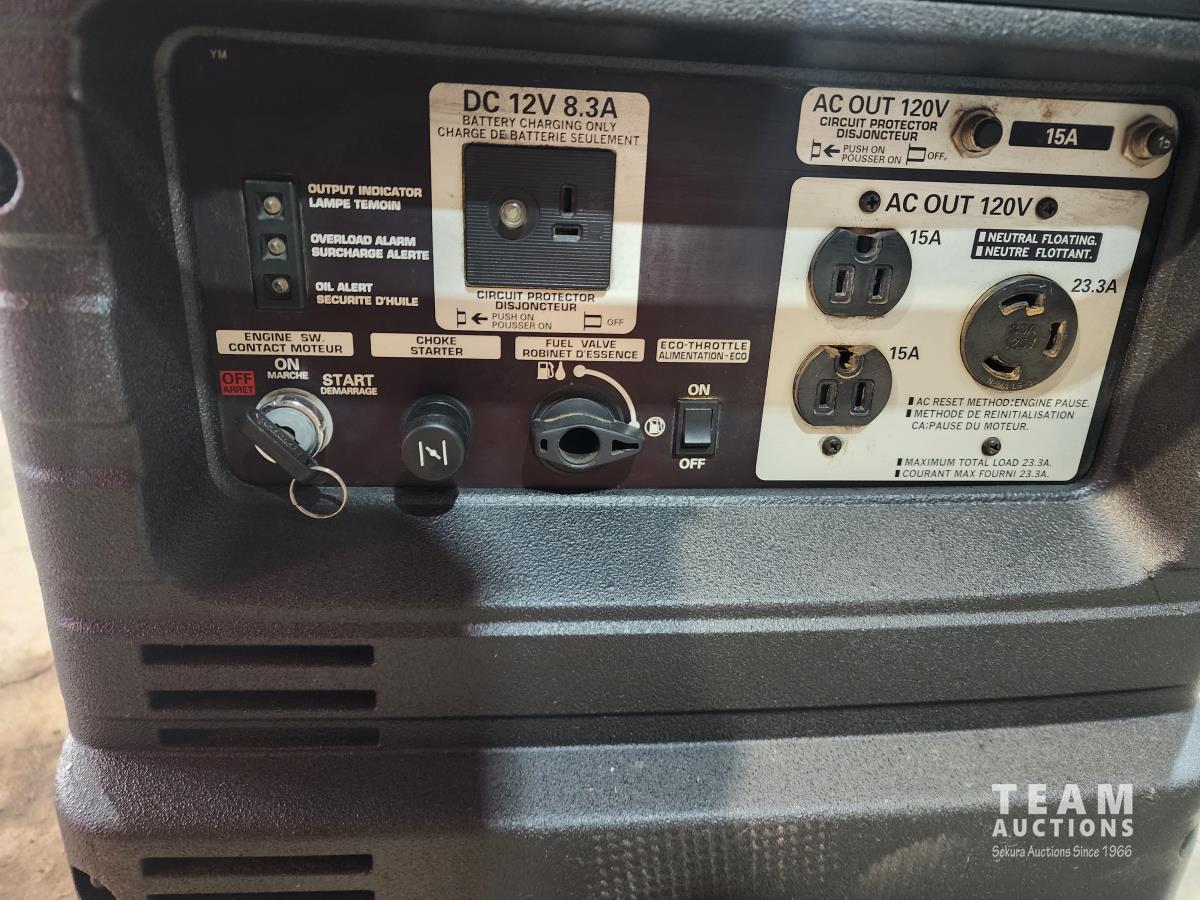 YM
DC 12V 8.3A
BATTERY CHARGING ONLY
CHARGE DE BATTERIE SEULEMENT
CIRCUIT PROTECTOR
DISJONCTEUR
PUSH ON
POUSSER ON
OFF
OUTPUT INDICATOR
LAMPE TEMOIN
OVERLOAD ALARM
SURCHARGE ALERTE
OIL ALERT
SECURITE D'HUILE
AC OUT 120V
CIRCUIT PROTECTOR
DISJONCTEUR
PUSH ON
POUSSER ON
OFF.
15A
AC OUT 120V
15A
NEUTRAL FLOATING.
NEUTRE FLOTTANT.
23.3A
15A
AC RESET METHOD:ENGINE PAUSE.
METHODE DE REINITIALISATION
CA:PAUSE DU MOTEUR.
MAXIMUM TOTAL LOAD 23.3A.
COURANT MAX FOURNI 23.3A.
ENGINE SW.
CONTACT MOTEUR
OFF
ARRET
ON
MARCHE
START
DEMARRAGE
CHOKE
STARTER
FUEL VALVE
ROBINET D'ESSENCE
ECO-THROTTLE
ALIMENTATION-ECO
ON
OFF
TEAM
AUCTIONS
Sekura Auctions Since 1966